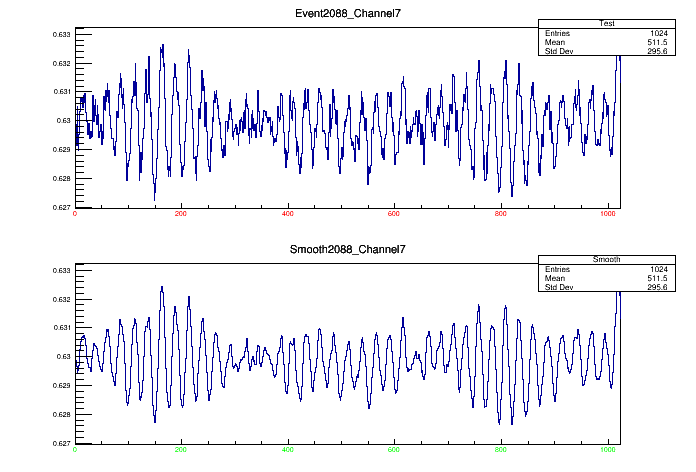 Event2088_Channel7
Test
Entries 1024
Mean 511.5
Std Dev 295.6
0.633
0.632
0.631
0.63
0.629
0.628
0.627
0 200 400 600 800 1000
Smooth2088_Channel7
Smooth
Entries 1024
Mean 511.5
Std Dev 295.6
0.633
0.632
0.631
0.63
0.629
0.628
0.627
0 200 400 600 800 1000